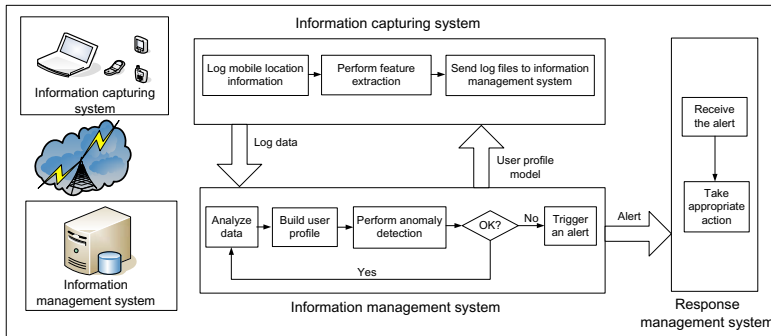 Information capturing system
Log mobile location
information
Perform feature
extraction
Send log files to information
management system
Information capturing
system
Log data
User profile
model
Receive
the alert
Take
appropriate
action
Analyze
data
Build user
profile
Perform anomaly
detection
OK?
No
Trigger
an alert
Alert
Yes
Information
management system
Information management system
Response
management system